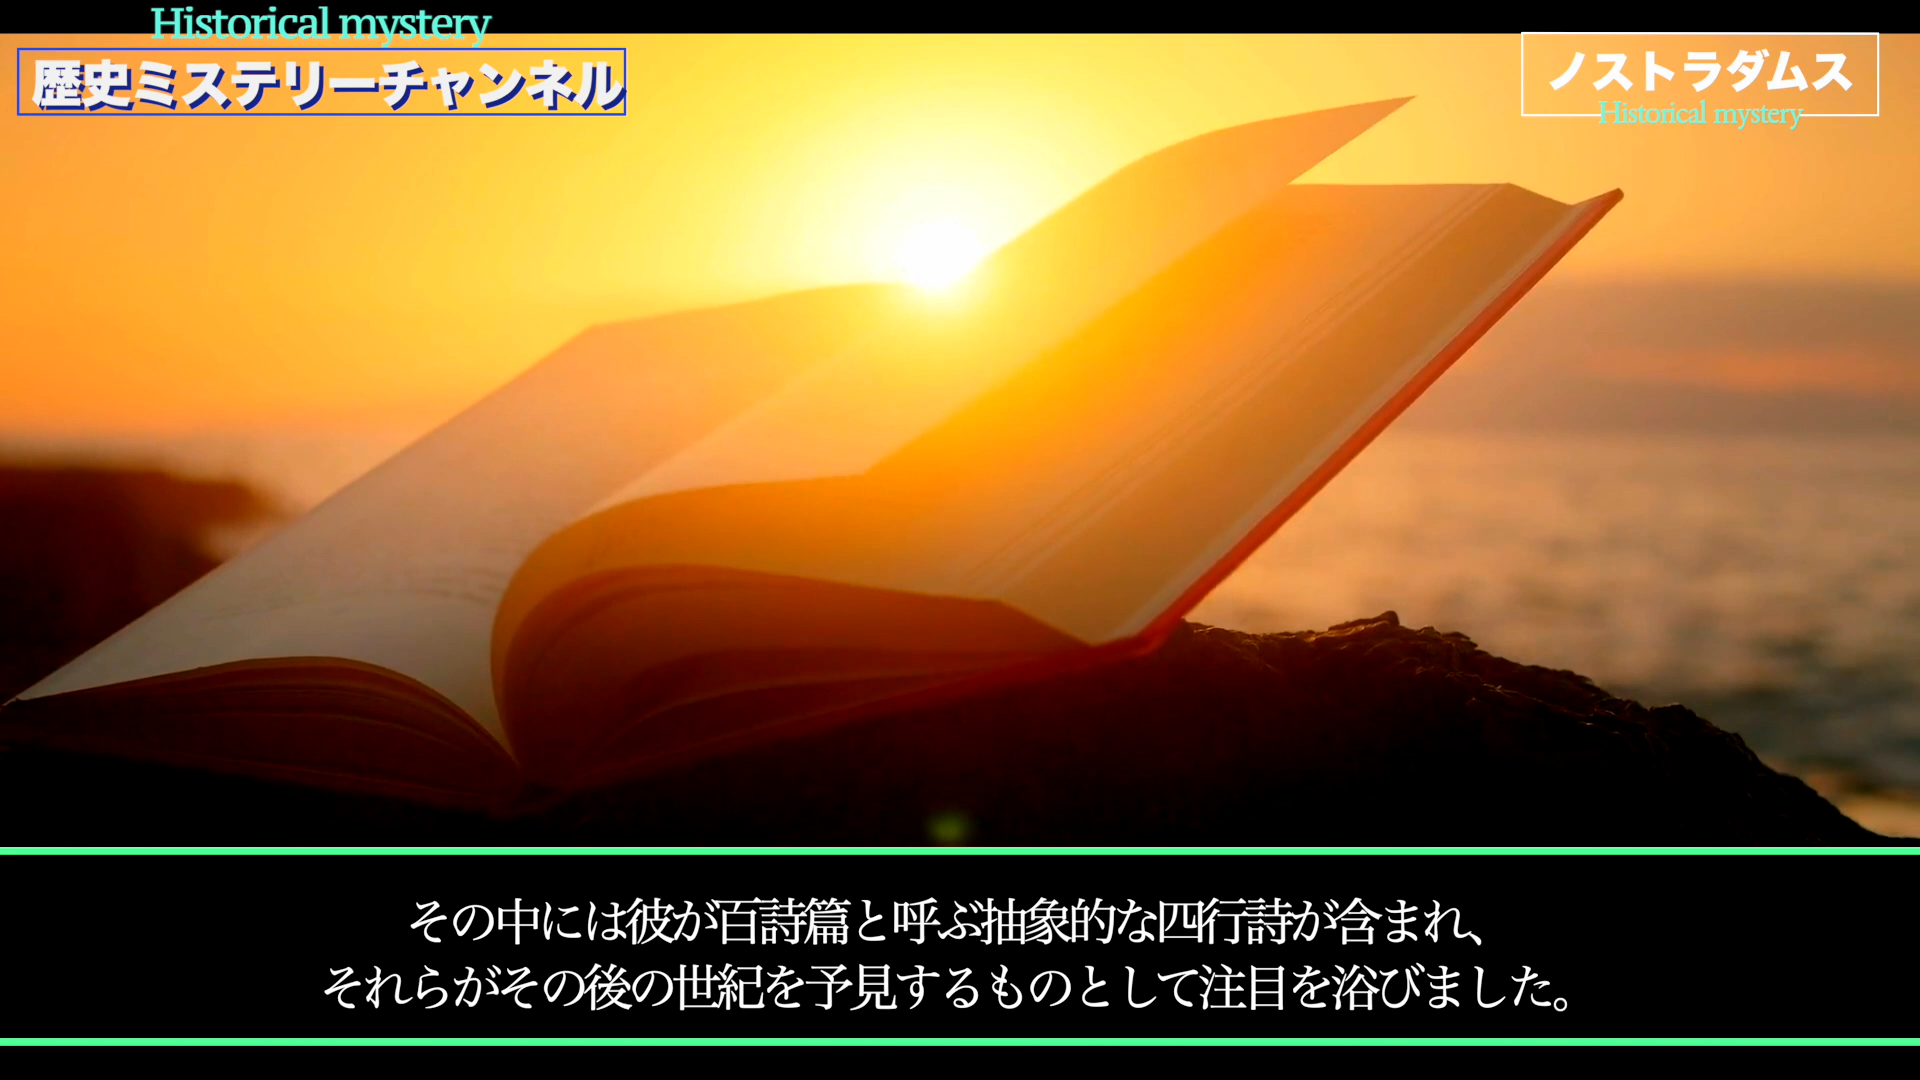 Historical mystery
歴史ミステリーチャンネル
ノストラダムス
Historical mystery
その中には彼が百詩篇と呼ぶ抽象的な四行詩が含まれ、
それらがその後の世紀を予見するものとして注目を浴びました。